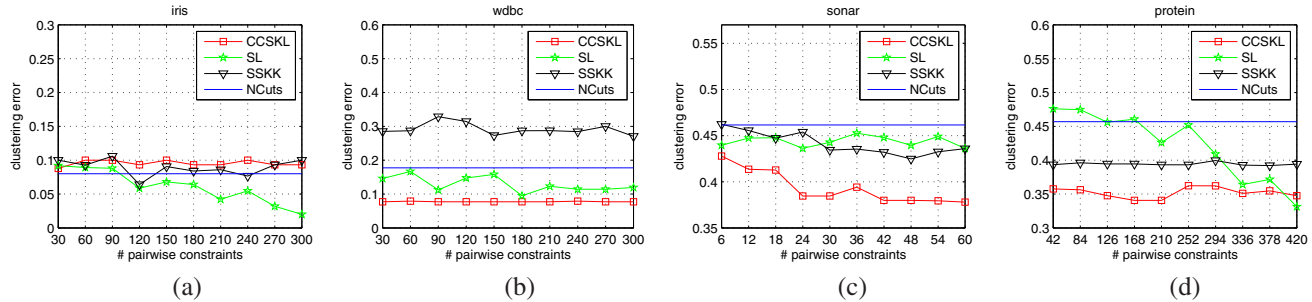 iris
0.3
0.25
0.2
0.15
0.1
0.05
0
clustering error
CCSKL
SL
SSKK
NCuts
30 60 90 120 150 180 210 240 270 300
# pairwise constraints
(a)
wdbc
0.6
0.5
0.4
0.3
0.2
0.1
0
clustering error
CCSKL
SL
SSKK
NCuts
30 60 90 120 150 180 210 240 270 300
# pairwise constraints
(b)
sonar
0.55
0.5
0.45
0.4
0.35
clustering error
CCSKL
SL
SSKK
NCuts
6 12 18 24 30 36 42 48 54 60
# pairwise constraints
(c)
protein
0.6
0.55
0.5
0.45
0.4
0.35
0.3
clustering error
CCSKL
SL
SSKK
NCuts
42 84 126 168 210 252 294 336 378 420
# pairwise constraints
(d)